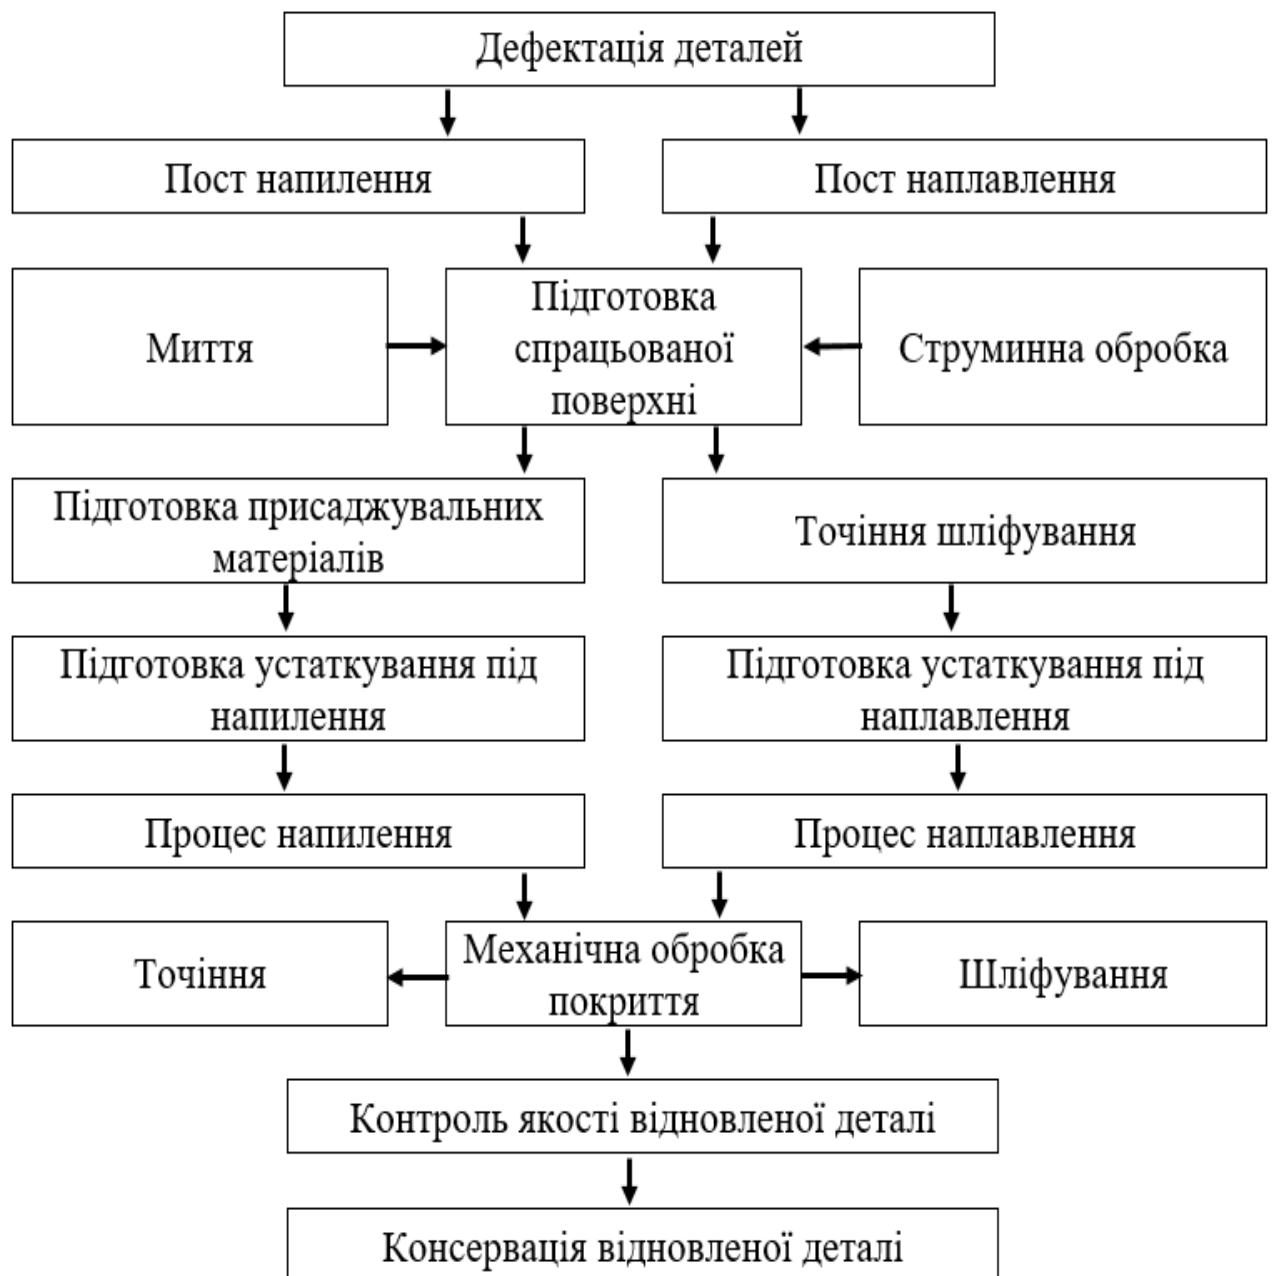 Дефектація деталей
Пост напилення
Пост наплавлення
Миття
Підготовка
спрацьованої
поверхні
Струминна обробка
Підготовка присаджувальних
матеріалів
Точіння шліфування
Підготовка устаткування під
напилення
Підготовка устаткування під
наплавлення
Процес напилення
Процес наплавлення
Точіння
Механічна обробка
покриття
Шліфування
Контроль якості відновленої деталі
Консервація відновленої деталі